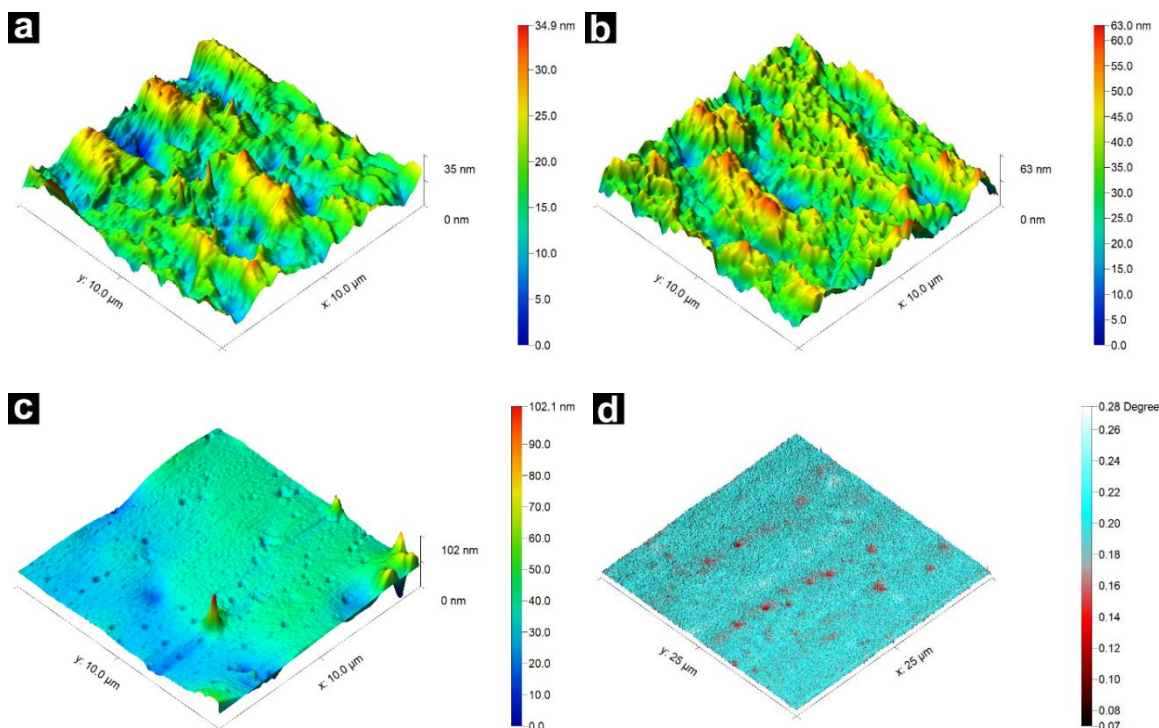 a
34.9 nm
30.0
25.0
20.0
15.0
10.0
5.0
0.0
35 nm
0 nm
y: 10.0 µm
x: 10.0 µm
b
63.0 nm
60.0
55.0
50.0
45.0
40.0
35.0
30.0
25.0
20.0
15.0
10.0
5.0
0.0
63 nm
0 nm
y: 10.0 µm
x: 10.0 µm
c
102.1 nm
90.0
80.0
70.0
60.0
50.0
40.0
30.0
20.0
10.0
0.0
102 nm
0 nm
y: 10.0 µm
x: 10.0 µm
d
0.28 Degree
0.26
0.24
0.22
0.20
0.18
0.16
0.14
0.13
0.12
0.11
0.10
0.09
0.08
0.07
y: 25 µm
x: 25 µm